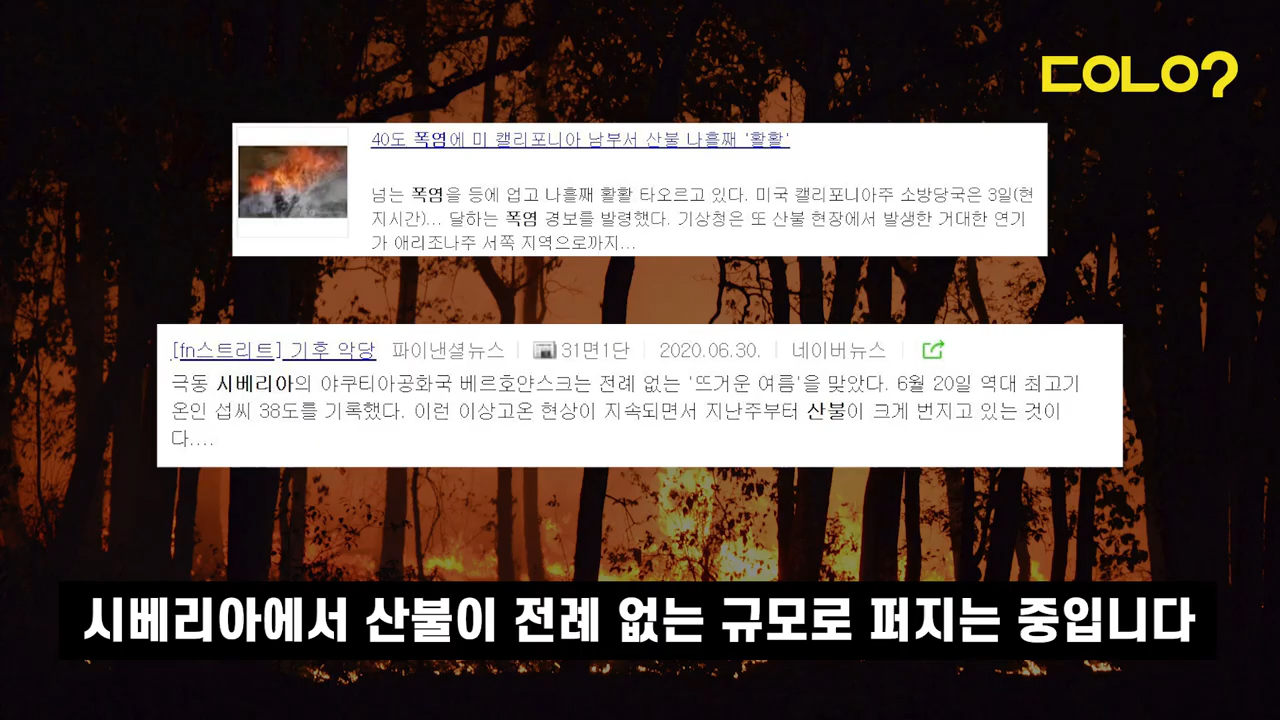 COLO?
40도 폭염에 미 캘리포니아 남부서 산불 나흘째 '활활'
넘는 폭염을 등에 업고 나흘째 활활 타오르고 있다. 미국 캘리포니아주 소방당국은 3일(현
지시간)... 달하는 폭염 경보를 발령했다. 기상청은 또 산불 현장에서 발생한 거대한 연기
가 애리조나주 서쪽 지역으로까지...
[fn스트리트] 기후 악당 파이낸셜뉴스 31면1단 2020.06.30. 네이버뉴스
극동 시베리아의 야쿠티아공화국 베르호얀스크는 전례 없는 '뜨거운 여름'을 맞았다. 6월 20일 역대 최고기
온인 섭씨 38도를 기록했다. 이런 이상고온 현상이 지속되면서 지난주부터 산불이 크게 번지고 있는 것이
다....
시베리아에서 산불이 전례 없는 규모로 퍼지는 중입니다